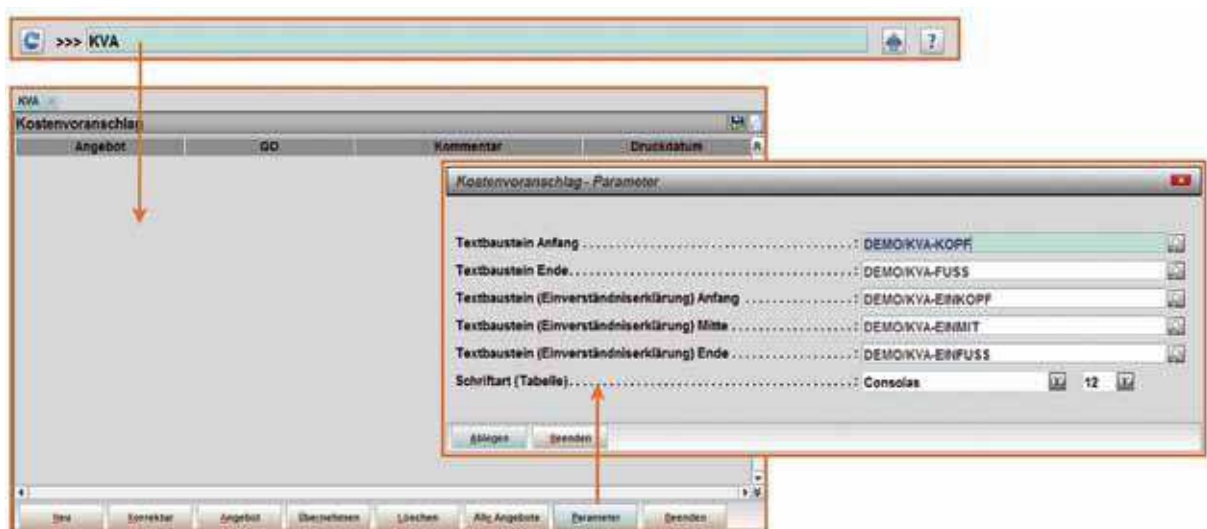 >>> KVA
?
KVA
Kostenvoranschlag
Angebot GO Kommentar Druckdatum
Kostenvoranschlag - Parameter
Textbaustein Anfang : DEMO/KVA-KOPF
Textbaustein Ende : DEMO/KVA-FUSS
Textbaustein (Einverständniserklärung) Anfang : DEMO/KVA-EINKOPF
Textbaustein (Einverständniserklärung) Mitte : DEMO/KVA-EINMIT
Textbaustein (Einverständniserklärung) Ende : DEMO/KVA-EINFUSS
Schriftart (Tabelle) : Consolas 12
Ablegen Beenden
Neu Korrektur Angebot Übernehmen Löschen Alle Angebote Parameter Beenden